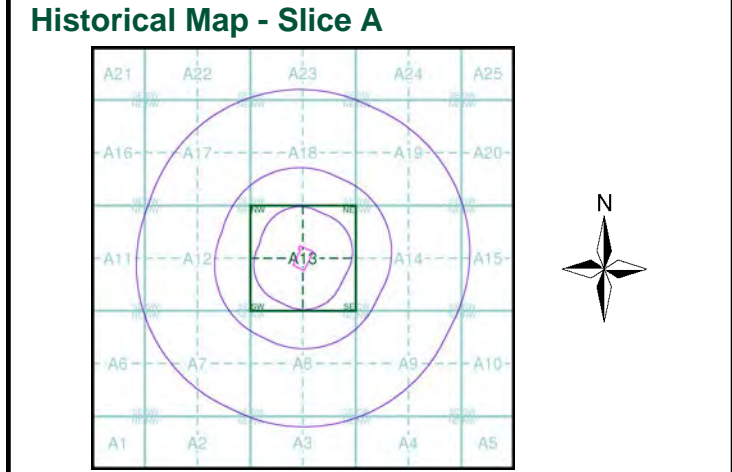 Historical Map - Slice A
A21 A22 A23 A24 A25
A16 A17 A18 A19 A20
N
NW NE
A11 A12 A13 A14 A15
SW SE
A6 A7 A8 A9 A10
A1 A2 A3 A4 A5